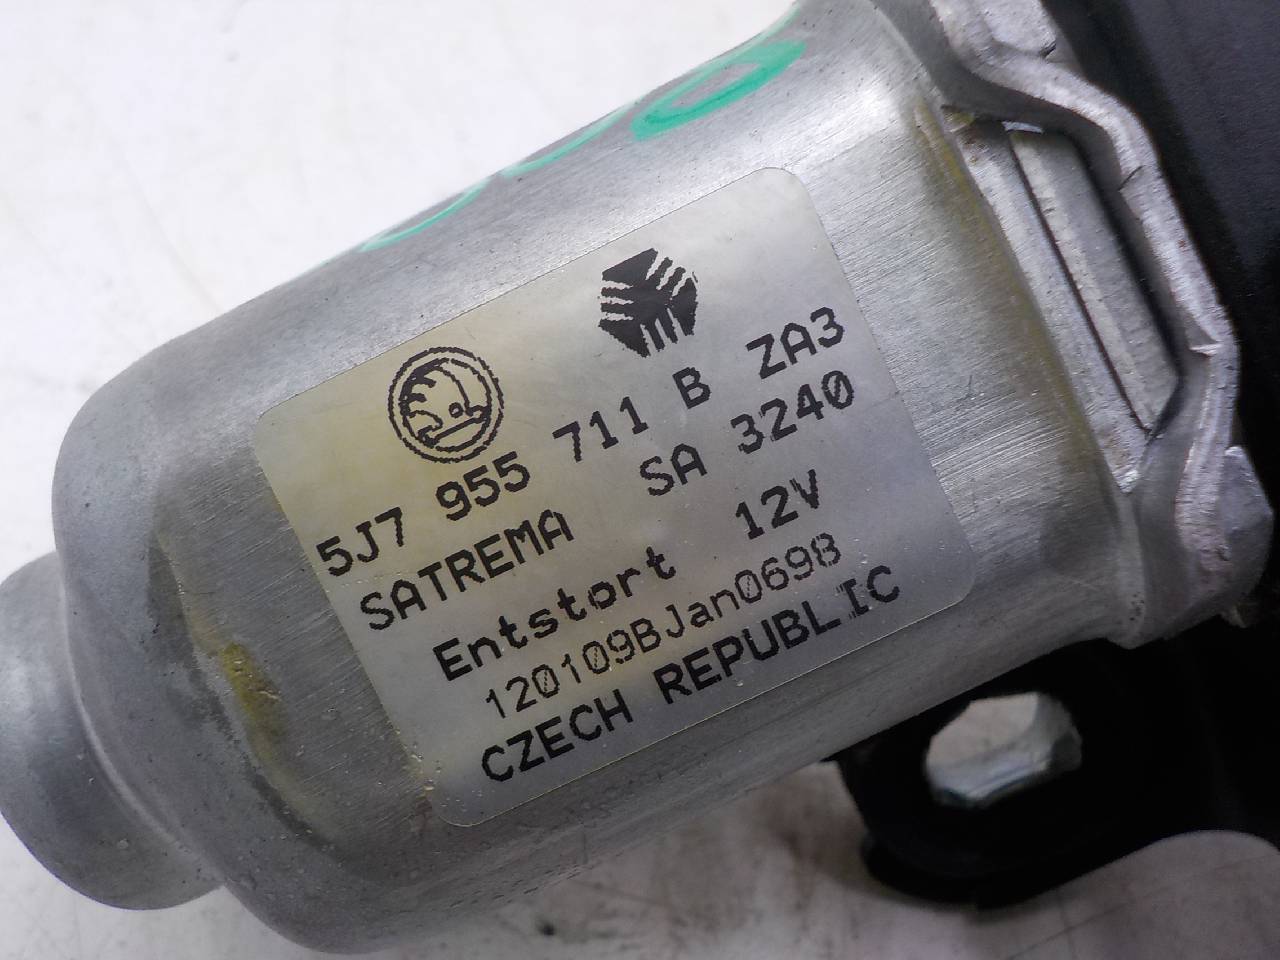 5J7 955 711 B ZA3
SATREMA SA 3240
Entstort 12V
120109BJan0698
CZECH REPUBLIC